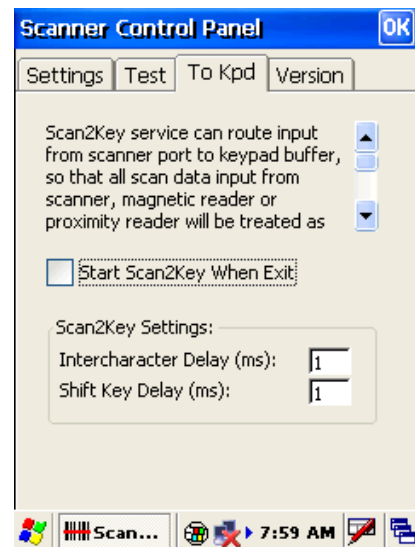 Scanner Control Panel OK
Settings Test To Kpd Version
Scan2Key service can route input
from scanner port to keypad buffer,
so that all scan data input from
scanner, magnetic reader or
proximity reader will be treated as
Start Scan2Key When Exit
Scan2Key Settings:
Intercharacter Delay (ms): 1
Shift Key Delay (ms): 1
Scan... 7:59 AM